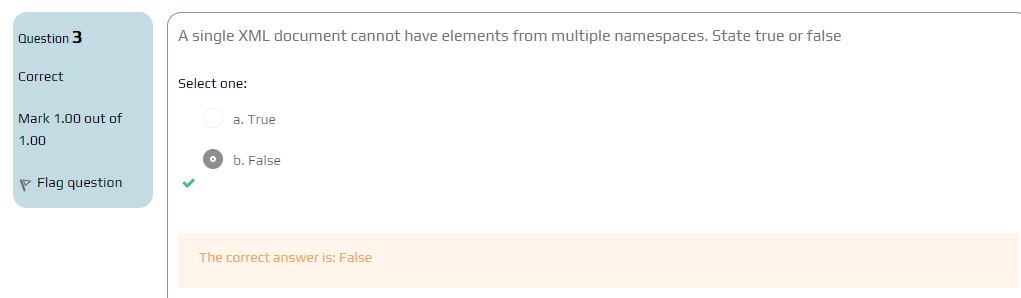 Question 3
Correct
Mark 1.00 out of
1.00
Flag question
A single XML document cannot have elements from multiple namespaces. State true or false
Select one:
a. True
b. False
The correct answer is: False